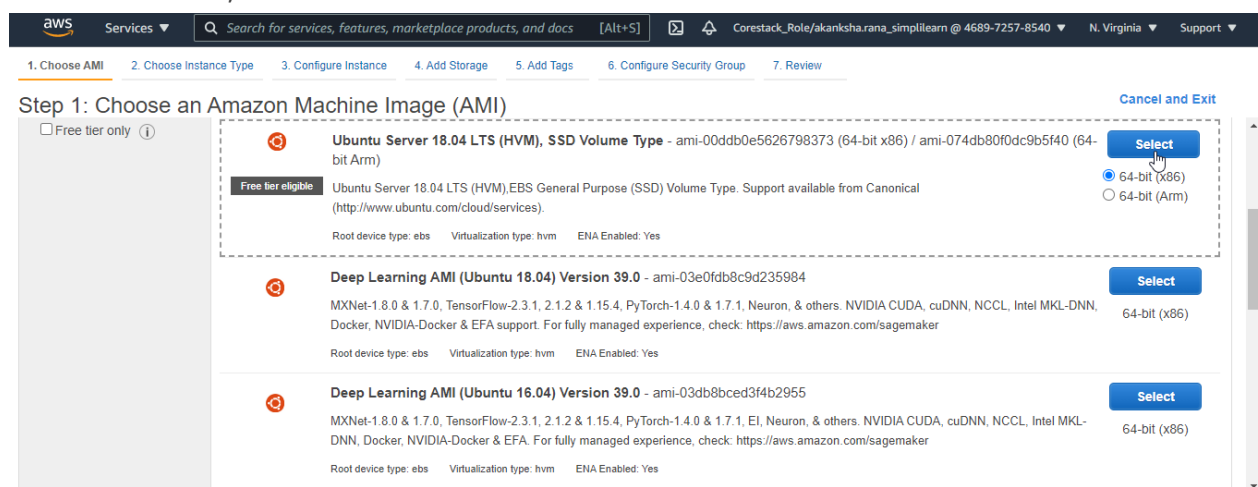 aws Services ▼ Search for services, features, marketplace products, and docs [Alt+S] Corestack_Role/akanksha.rana_simplilearn @ 4689-7257-8540 ▼ N. Virginia ▼ Support ▼
1. Choose AMI 2. Choose Instance Type 3. Configure Instance 4. Add Storage 5. Add Tags 6. Configure Security Group 7. Review
Step 1: Choose an Amazon Machine Image (AMI)
Cancel and Exit
Free tier only
Ubuntu Server 18.04 LTS (HVM), SSD Volume Type - ami-00ddb0e5626798373 (64-bit x86) / ami-074db80f0dc9b5f40 (64-
bit Arm)
Select
Free tier eligible
Ubuntu Server 18.04 LTS (HVM),EBS General Purpose (SSD) Volume Type. Support available from Canonical
(http://www.ubuntu.com/cloud/services).
64-bit (x86)
64-bit (Arm)
Root device type: ebs Virtualization type: hvm ENA Enabled: Yes
Deep Learning AMI (Ubuntu 18.04) Version 39.0 - ami-03e0fdb8c9d235984
Select
MXNet-1.8.0 & 1.7.0, TensorFlow-2.3.1, 2.1.2 & 1.15.4, PyTorch-1.4.0 & 1.7.1, Neuron, & others. NVIDIA CUDA, cuDNN, NCCL, Intel MKL-DNN,
Docker, NVIDIA-Docker & EFA support. For fully managed experience, check: https://aws.amazon.com/sagemaker
64-bit (x86)
Root device type: ebs Virtualization type: hvm ENA Enabled: Yes
Deep Learning AMI (Ubuntu 16.04) Version 39.0 - ami-03db8bced3f4b2955
Select
MXNet-1.8.0 & 1.7.0, TensorFlow-2.3.1, 2.1.2 & 1.15.4, PyTorch-1.4.0 & 1.7.1, EI, Neuron, & others. NVIDIA CUDA, cuDNN, NCCL, Intel MKL-
DNN, Docker, NVIDIA-Docker & EFA. For fully managed experience, check: https://aws.amazon.com/sagemaker
64-bit (x86)
Root device type: ebs Virtualization type: hvm ENA Enabled: Yes